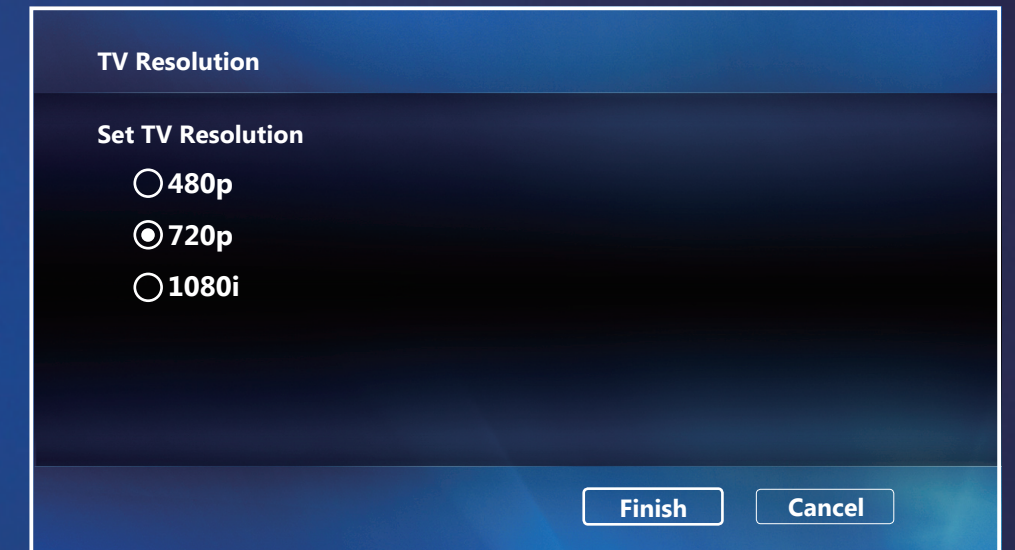 TV Resolution
Set TV Resolution
480p
720p
1080i
Finish Cancel